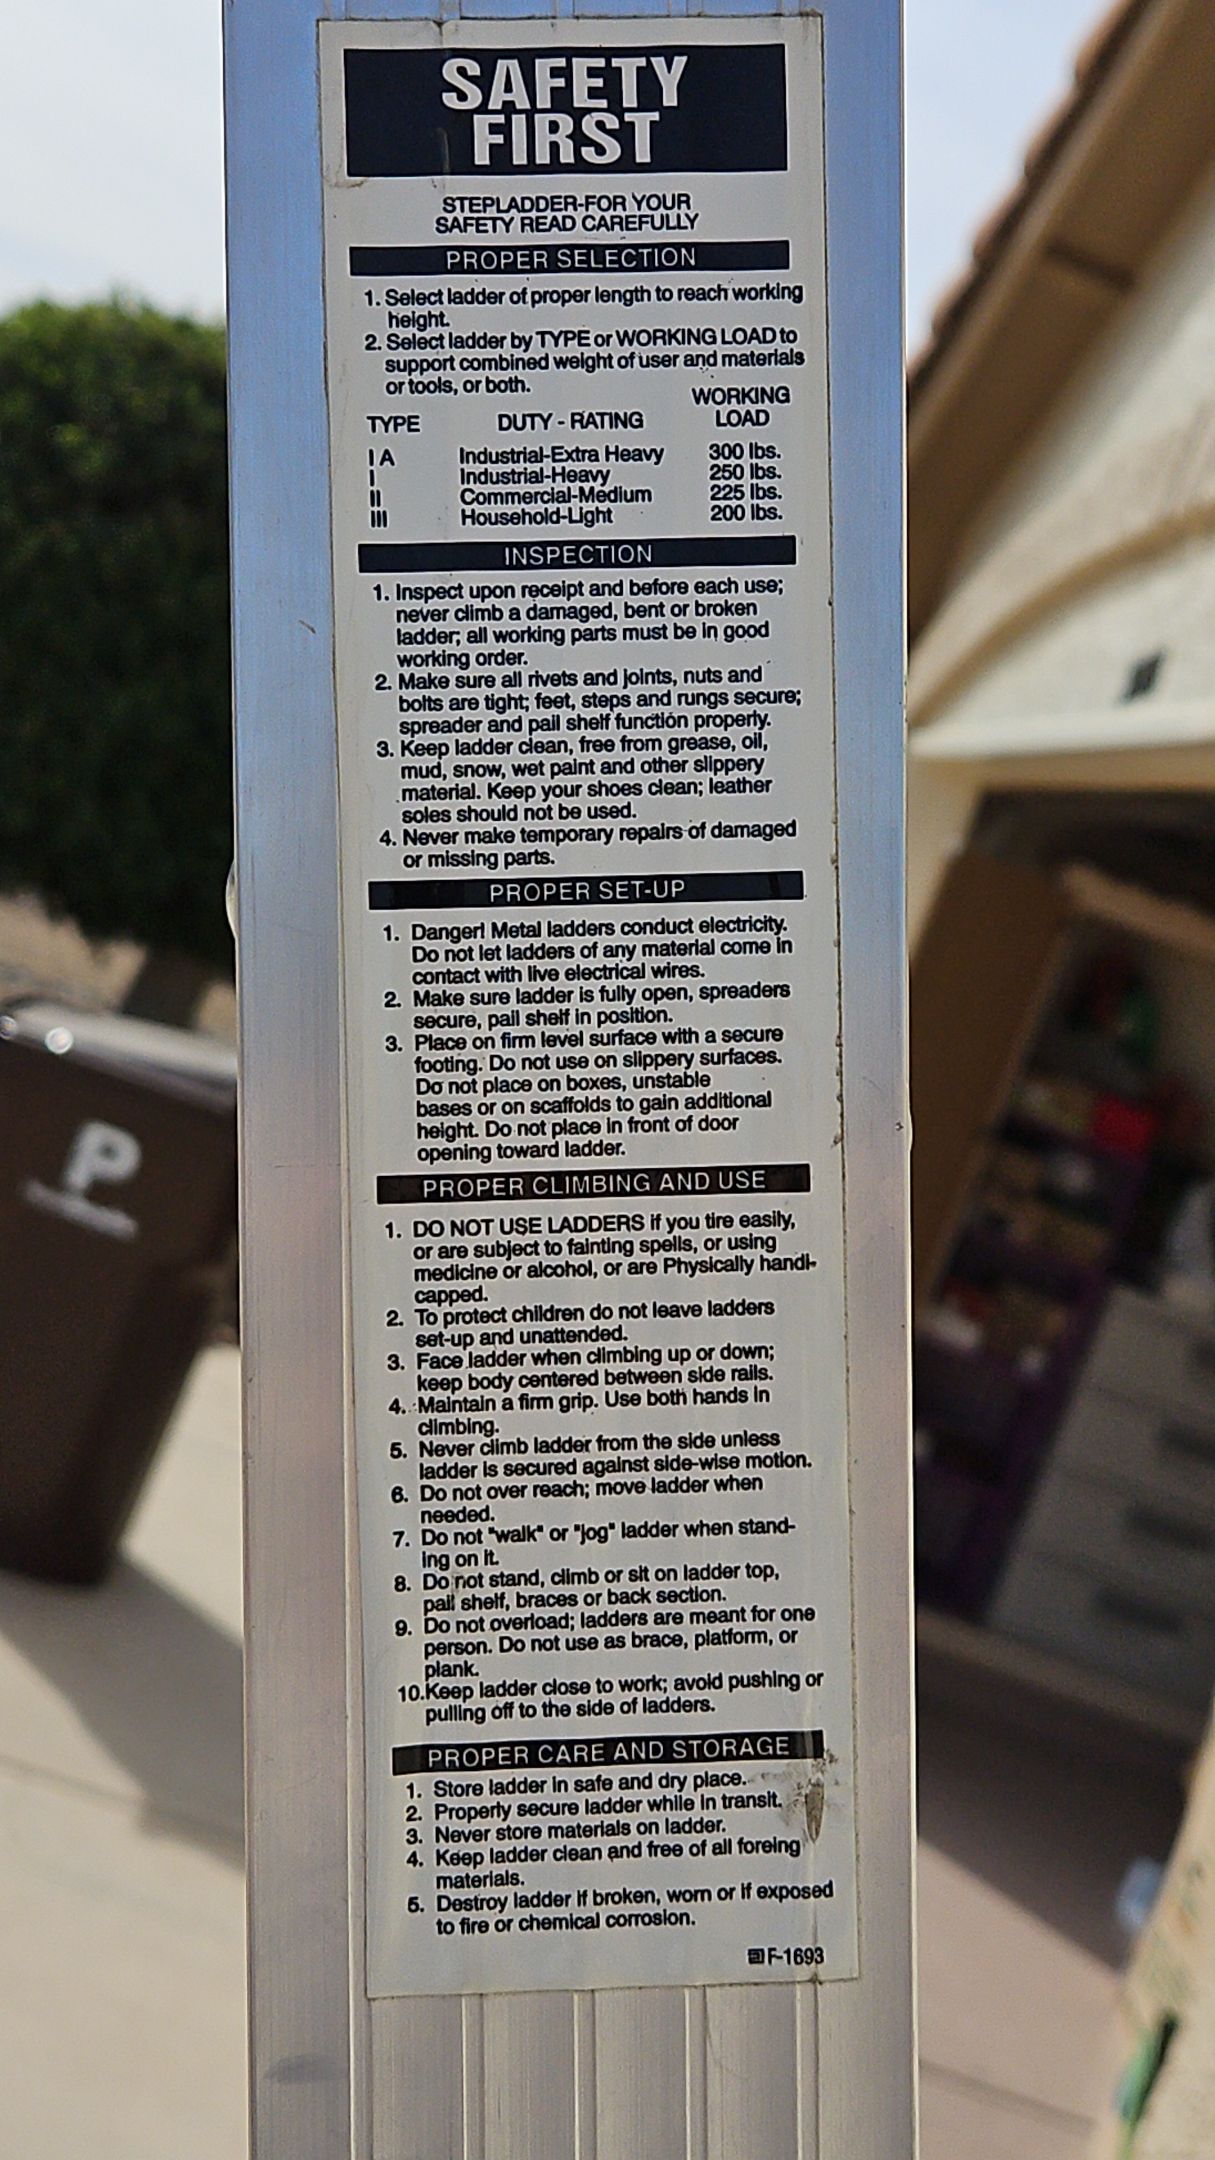 SAFETY
FIRST
STEPLADDER-FOR YOUR
SAFETY READ CAREFULLY
PROPER SELECTION
1. Select ladder of proper length to reach working
height.
2. Select ladder by TYPE or WORKING LOAD to
support combined weight of user and materials
or tools, or both.
TYPE DUTY - RATING WORKING LOAD
I A Industrial-Extra Heavy 300 lbs.
I Industrial-Heavy 250 lbs.
II Commercial-Medium 225 lbs.
III Household-Light 200 lbs.
INSPECTION
1. Inspect upon receipt and before each use;
never climb a damaged, bent or broken
ladder; all working parts must be in good
working order.
2. Make sure all rivets and joints, nuts and
bolts are tight; feet, steps and rungs secure;
spreader and pail shelf function properly.
3. Keep ladder clean, free from grease, oil,
mud, snow, wet paint and other slippery
material. Keep your shoes clean; leather
soles should not be used.
4. Never make temporary repairs of damaged
or missing parts.
PROPER SET-UP
1. Danger! Metal ladders conduct electricity.
Do not let ladders of any material come in
contact with live electrical wires.
2. Make sure ladder is fully open, spreaders
secure, pail shelf in position.
3. Place on firm level surface with a secure
footing. Do not use on slippery surfaces.
Do not place on boxes, unstable
bases or on scaffolds to gain additional
height. Do not place in front of door
opening toward ladder.
PROPER CLIMBING AND USE
1. DO NOT USE LADDERS if you tire easily,
or are subject to fainting spells, or using
medicine or alcohol, or are Physically handi-
capped.
2. To protect children do not leave ladders
set-up and unattended.
3. Face ladder when climbing up or down;
keep body centered between side rails.
4. Maintain a firm grip. Use both hands in
climbing.
5. Never climb ladder from the side unless
ladder is secured against side-wise motion.
6. Do not over reach; move ladder when
needed.
7. Do not "walk" or "jog" ladder when stand-
ing on it.
8. Do not stand, climb or sit on ladder top,
pail shelf, braces or back section.
9. Do not overload; ladders are meant for one
person. Do not use as brace, platform, or
plank.
10. Keep ladder close to work; avoid pushing or
pulling off to the side of ladders.
PROPER CARE AND STORAGE
1. Store ladder in safe and dry place.
2. Properly secure ladder while in transit.
3. Never store materials on ladder.
4. Keep ladder clean and free of all foreing
materials.
5. Destroy ladder if broken, worn or if exposed
to fire or chemical corrosion.
F-1693
P